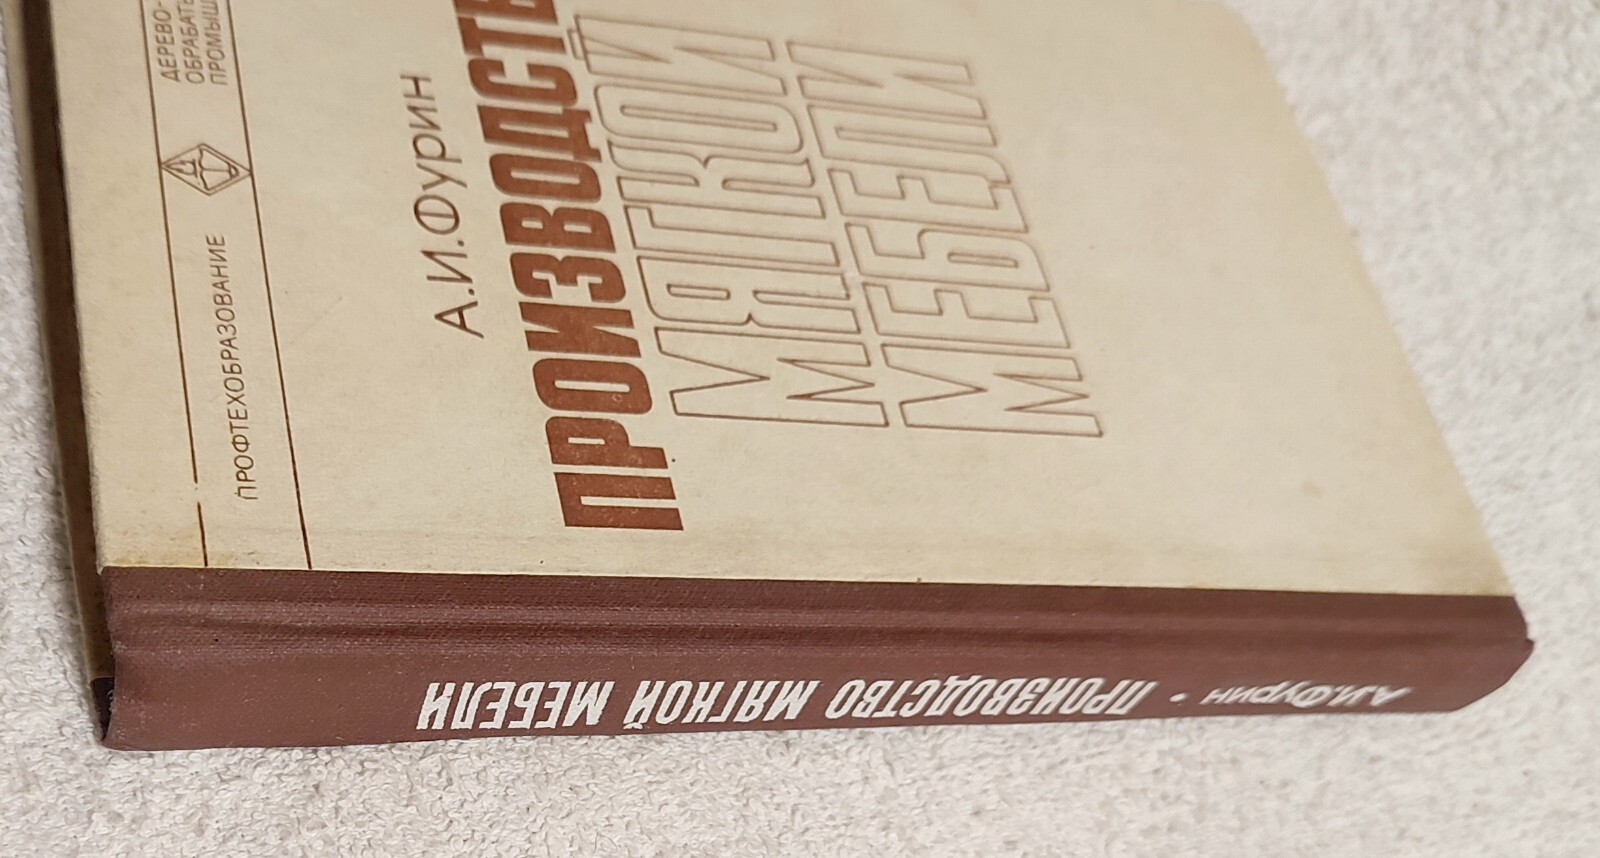 ПРОФТЕХОБРАЗОВАНИЕ
ДЕРЕВО-
ОБРАБАТЫ
ПРОМЫШ
А.И.Фурин
ПРОИЗВОДСТВ
МЯГКОЙ
МЕБЕЛИ
А.И.Фурин • ПРОИЗВОДСТВО МЯГКОЙ МЕБЕЛИ